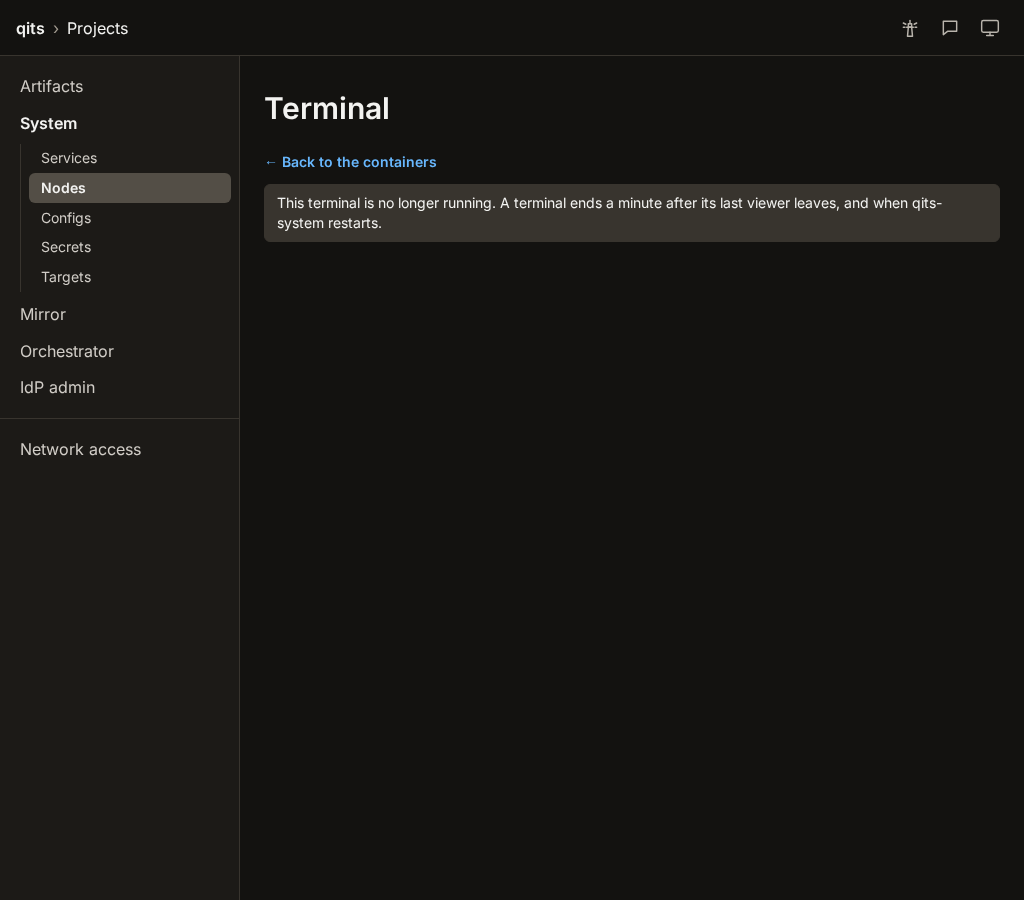 qits › Projects
Artifacts
System
Services
Nodes
Configs
Secrets
Targets
Mirror
Orchestrator
IdP admin
Network access
Terminal
← Back to the containers
This terminal is no longer running. A terminal ends a minute after its last viewer leaves, and when qits-
system restarts.